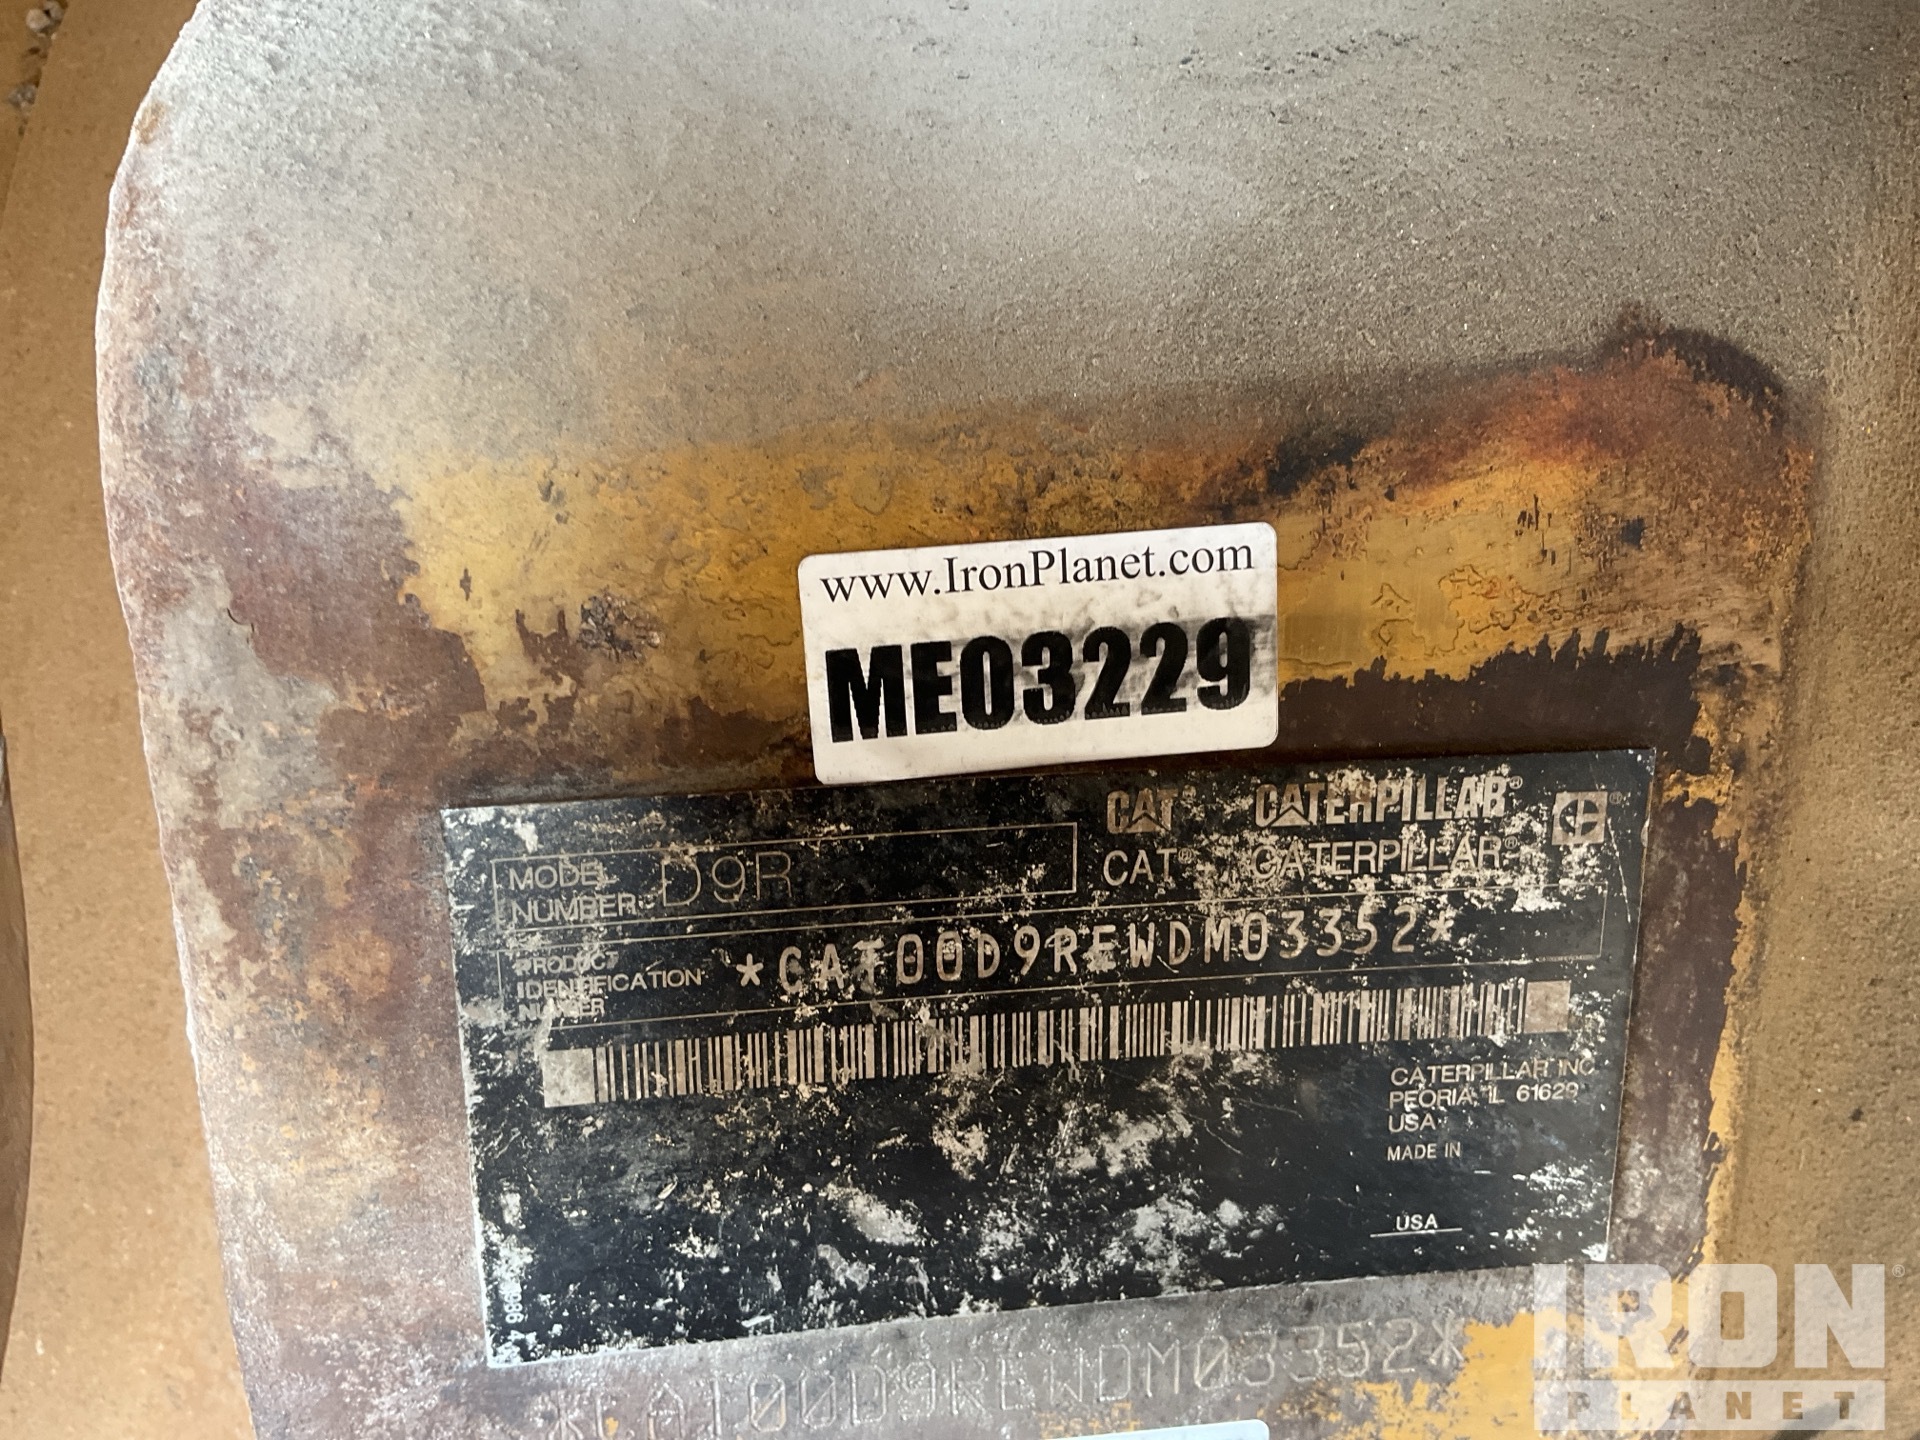 www.IronPlanet.com
ME03229
CAT® CATERPILLAR®
CAT® CATERPILLAR®
MODEL
NUMBER D9R
PRODUCT
IDENTIFICATION
NUMBER
*CAT00D9REWDM03352*
CATERPILLAR INC
PEORIA, IL 61629
USA
MADE IN
USA
*CAT00D9REWDM03352*
IRON®
PLANET